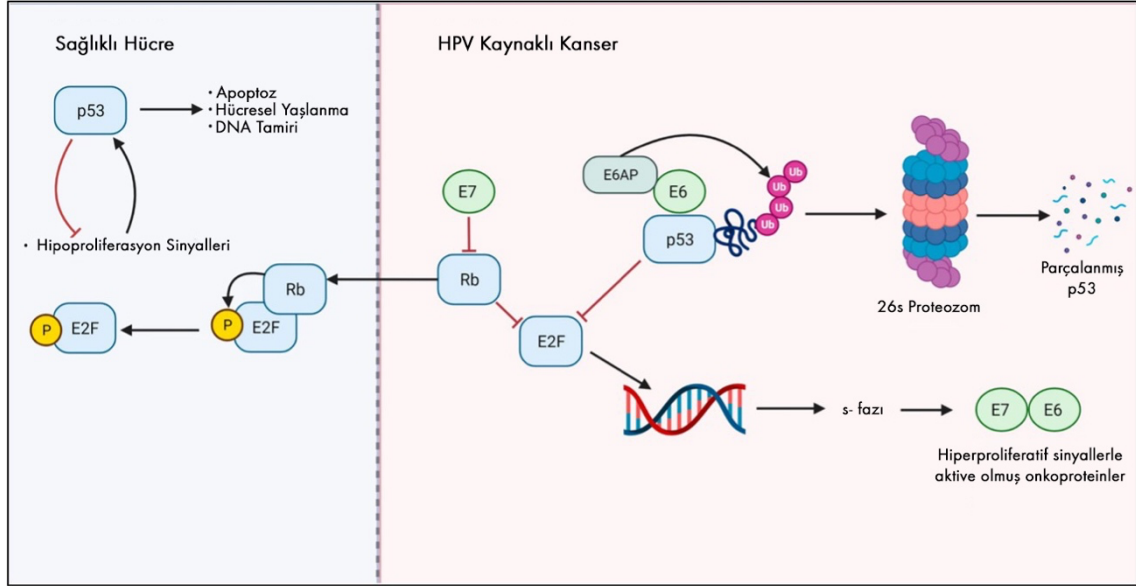 Sağlıklı Hücre
p53
· Apoptoz
· Hücresel Yaşlanma
· DNA Tamiri
· Hipoproliferasyon Sinyalleri
Rb
P
E2F
P
E2F
HPV Kaynaklı Kanser
E7
Rb
E2F
E6AP
E6
p53
Ub
Ub
Ub
Ub
26s Proteozom
Parçalanmış
p53
s- fazı
E7
E6
Hiperproliferatif sinyallerle
aktive olmuş onkoproteinler